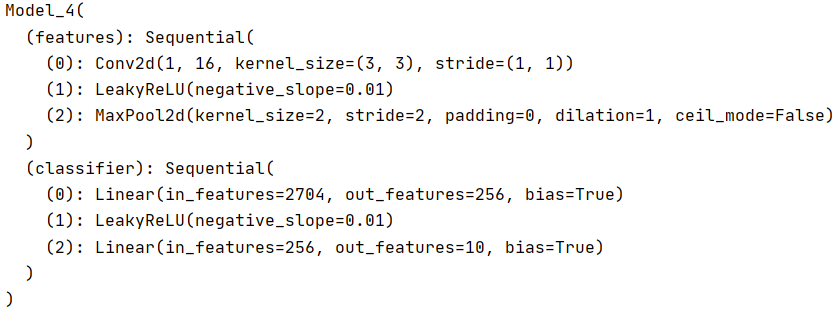 Model_4(
  (features): Sequential(
    (0): Conv2d(1, 16, kernel_size=(3, 3), stride=(1, 1))
    (1): LeakyReLU(negative_slope=0.01)
    (2): MaxPool2d(kernel_size=2, stride=2, padding=0, dilation=1, ceil_mode=False)
  )
  (classifier): Sequential(
    (0): Linear(in_features=2704, out_features=256, bias=True)
    (1): LeakyReLU(negative_slope=0.01)
    (2): Linear(in_features=256, out_features=10, bias=True)
  )
)